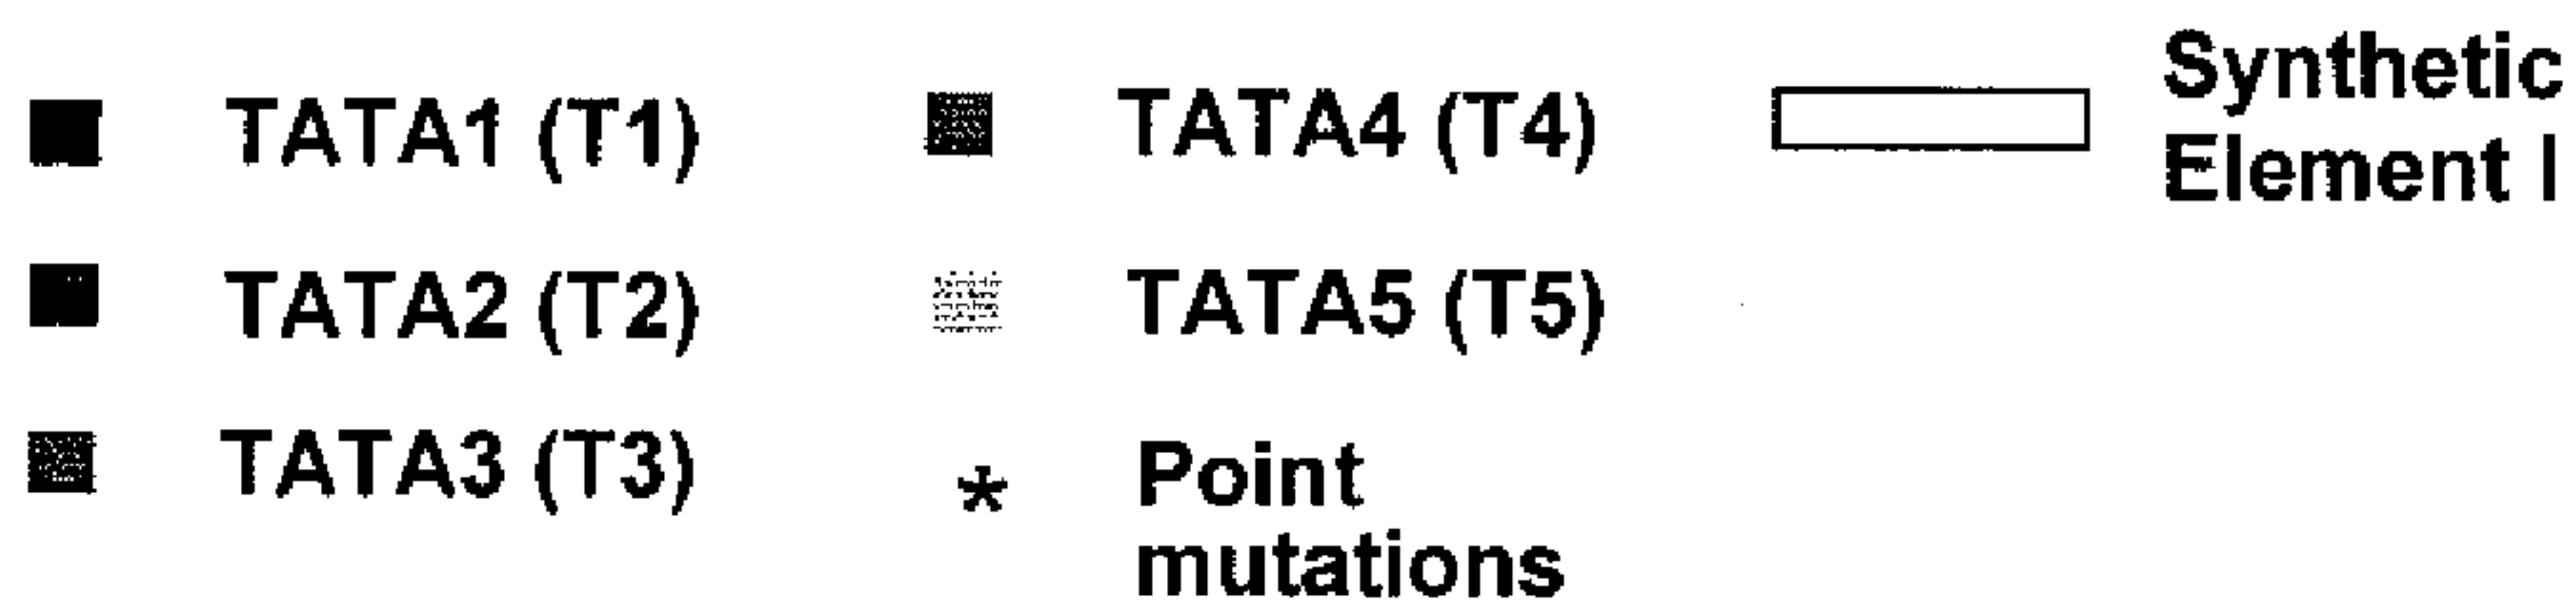 TATA1 (T1)
TATA2 (T2)
TATA3 (T3)
TATA4 (T4)
TATA5 (T5)
* Point
mutations
Synthetic
Element I